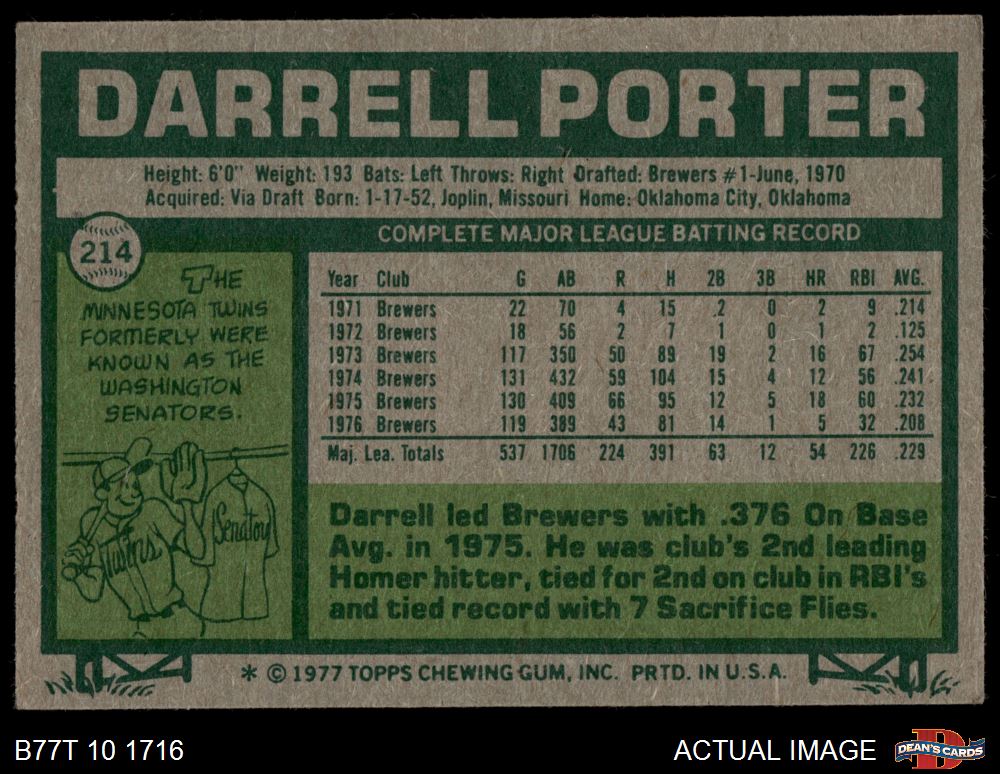 DARRELL PORTER
Height: 6'0" Weight: 193 Bats: Left Throws: Right Drafted: Brewers #1-June, 1970
Acquired: Via Draft Born: 1-17-52, Joplin, Missouri Home: Oklahoma City, Oklahoma
214
THE
MINNESOTA TWINS
FORMERLY WERE
KNOWN AS THE
WASHINGTON
SENATORS.
Twins
Senators
COMPLETE MAJOR LEAGUE BATTING RECORD
Year Club G AB R H 2B 3B HR RBI AVG.
1971 Brewers 22 70 4 15 2 0 2 9 .214
1972 Brewers 18 56 2 7 1 0 1 2 .125
1973 Brewers 117 350 50 89 19 2 16 67 .254
1974 Brewers 131 432 59 104 15 4 12 56 .241
1975 Brewers 130 409 66 95 12 5 18 60 .232
1976 Brewers 119 389 43 81 14 1 5 32 .208
Maj. Lea. Totals 537 1706 224 391 63 12 54 226 .229
Darrell led Brewers with .376 On Base
Avg. in 1975. He was club's 2nd leading
Homer hitter, tied for 2nd on club in RBI's
and tied record with 7 Sacrifice Flies.
* © 1977 TOPPS CHEWING GUM, INC. PRTD. IN U.S.A.
B77T 10 1716
ACTUAL IMAGE
DEAN'S CARDS